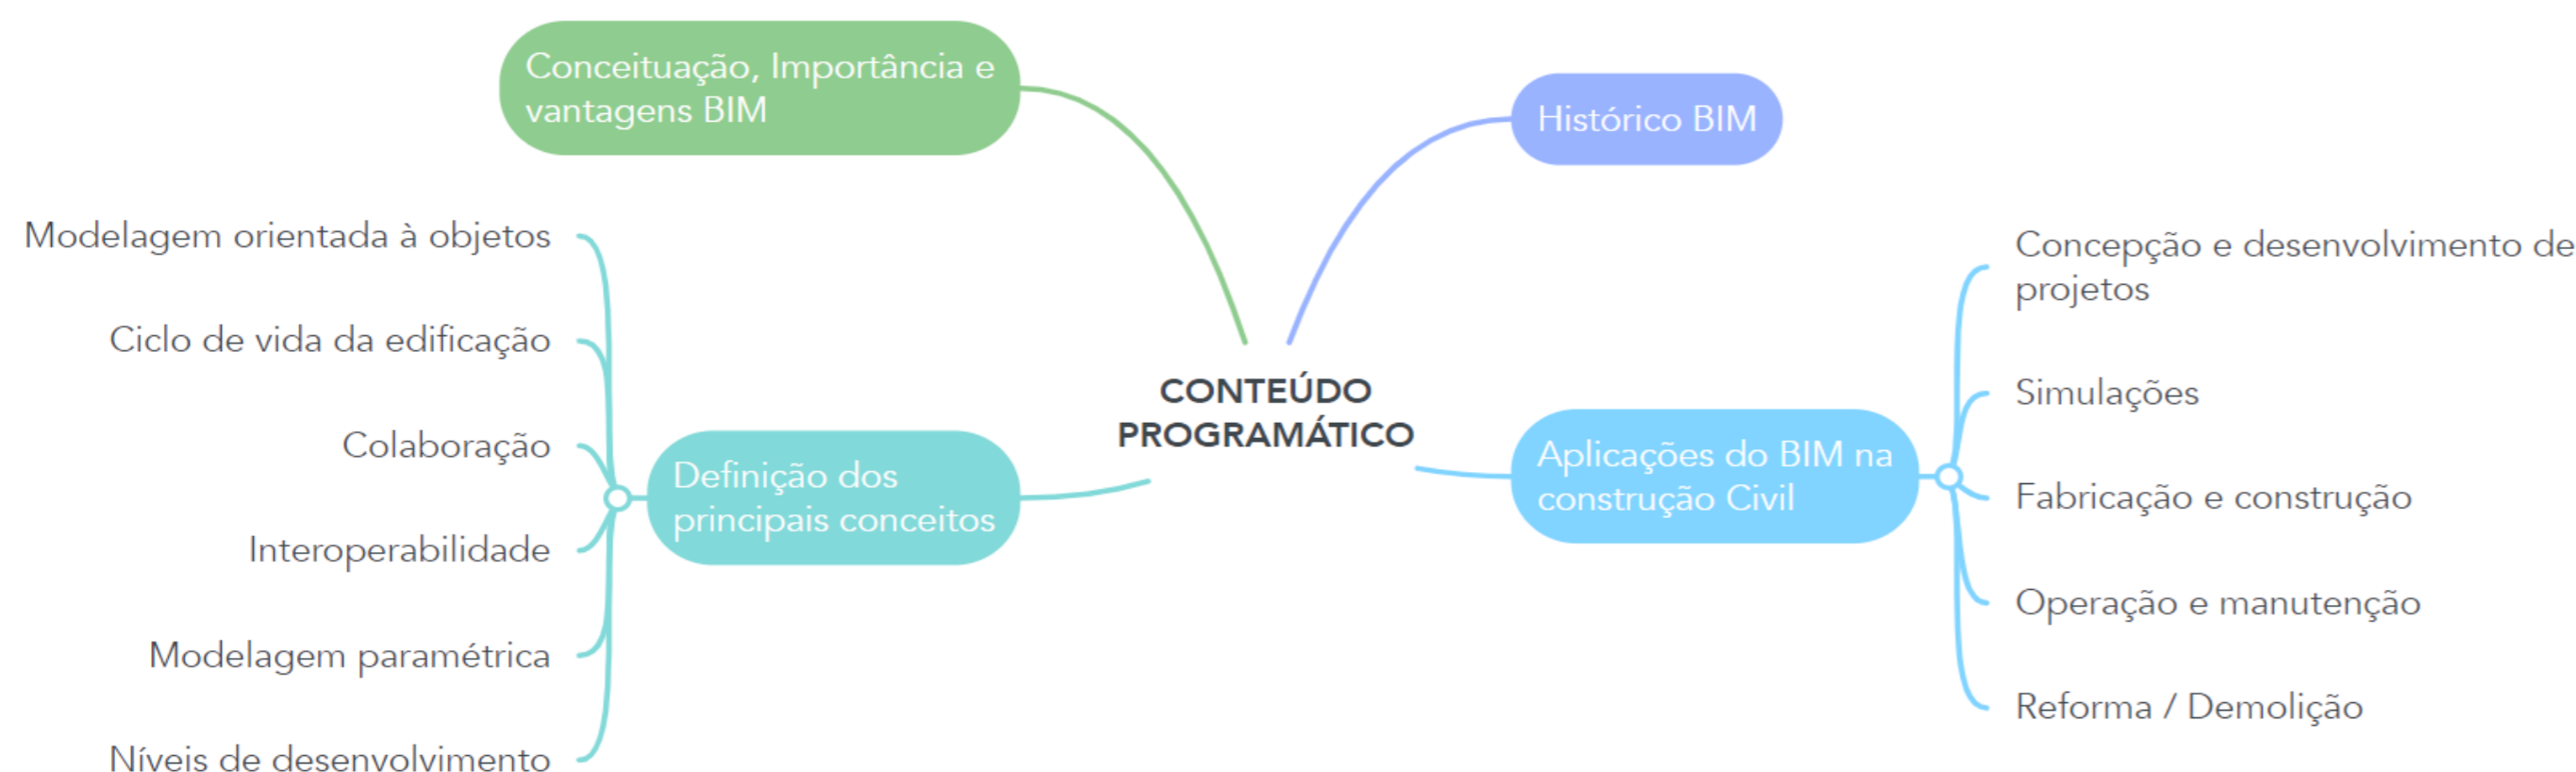 Conceituação, Importância e
vantagens BIM
Histórico BIM
CONTEÚDO
PROGRAMÁTICO
Definição dos
principais conceitos
Modelagem orientada à objetos
Ciclo de vida da edificação
Colaboração
Interoperabilidade
Modelagem paramétrica
Níveis de desenvolvimento
Aplicações do BIM na
construção Civil
Concepção e desenvolvimento de
projetos
Simulações
Fabricação e construção
Operação e manutenção
Reforma / Demolição